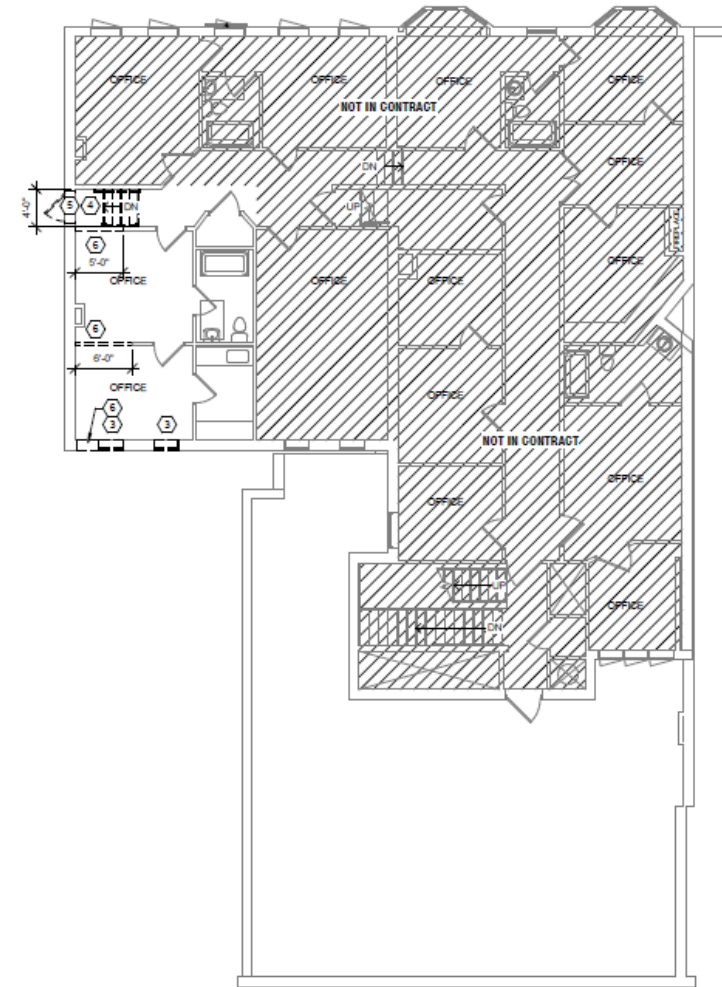 OFFICE
OFFICE
OFFICE
OFFICE
NOT IN CONTRACT
DN
OFFICE
4'-0"
5
4
DN
UP
FIREPLACE
6
5'-0"
OFFICE
OFFICE
OFFICE
OFFICE
6
6'-0"
OFFICE
OFFICE
6
3
3
NOT IN CONTRACT
OFFICE
OFFICE
UP
OFFICE
DN